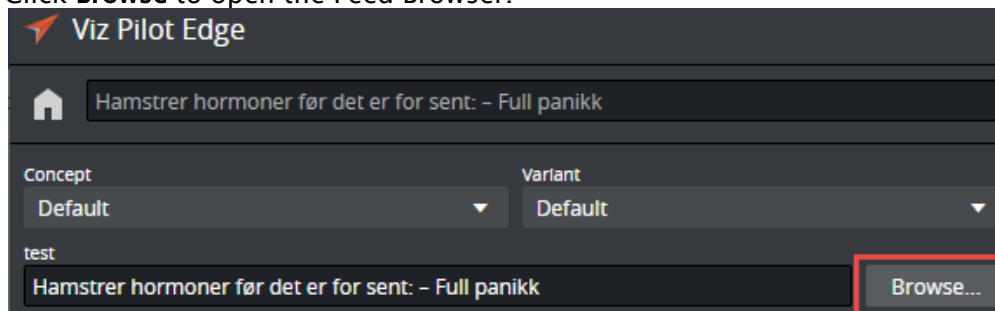 Click Browse to open the Feed Browser.
Viz Pilot Edge
Hamstrer hormoner før det er for sent: – Full panikk
Concept
Variant
Default
Default
test
Hamstrer hormoner før det er for sent: – Full panikk
Browse...